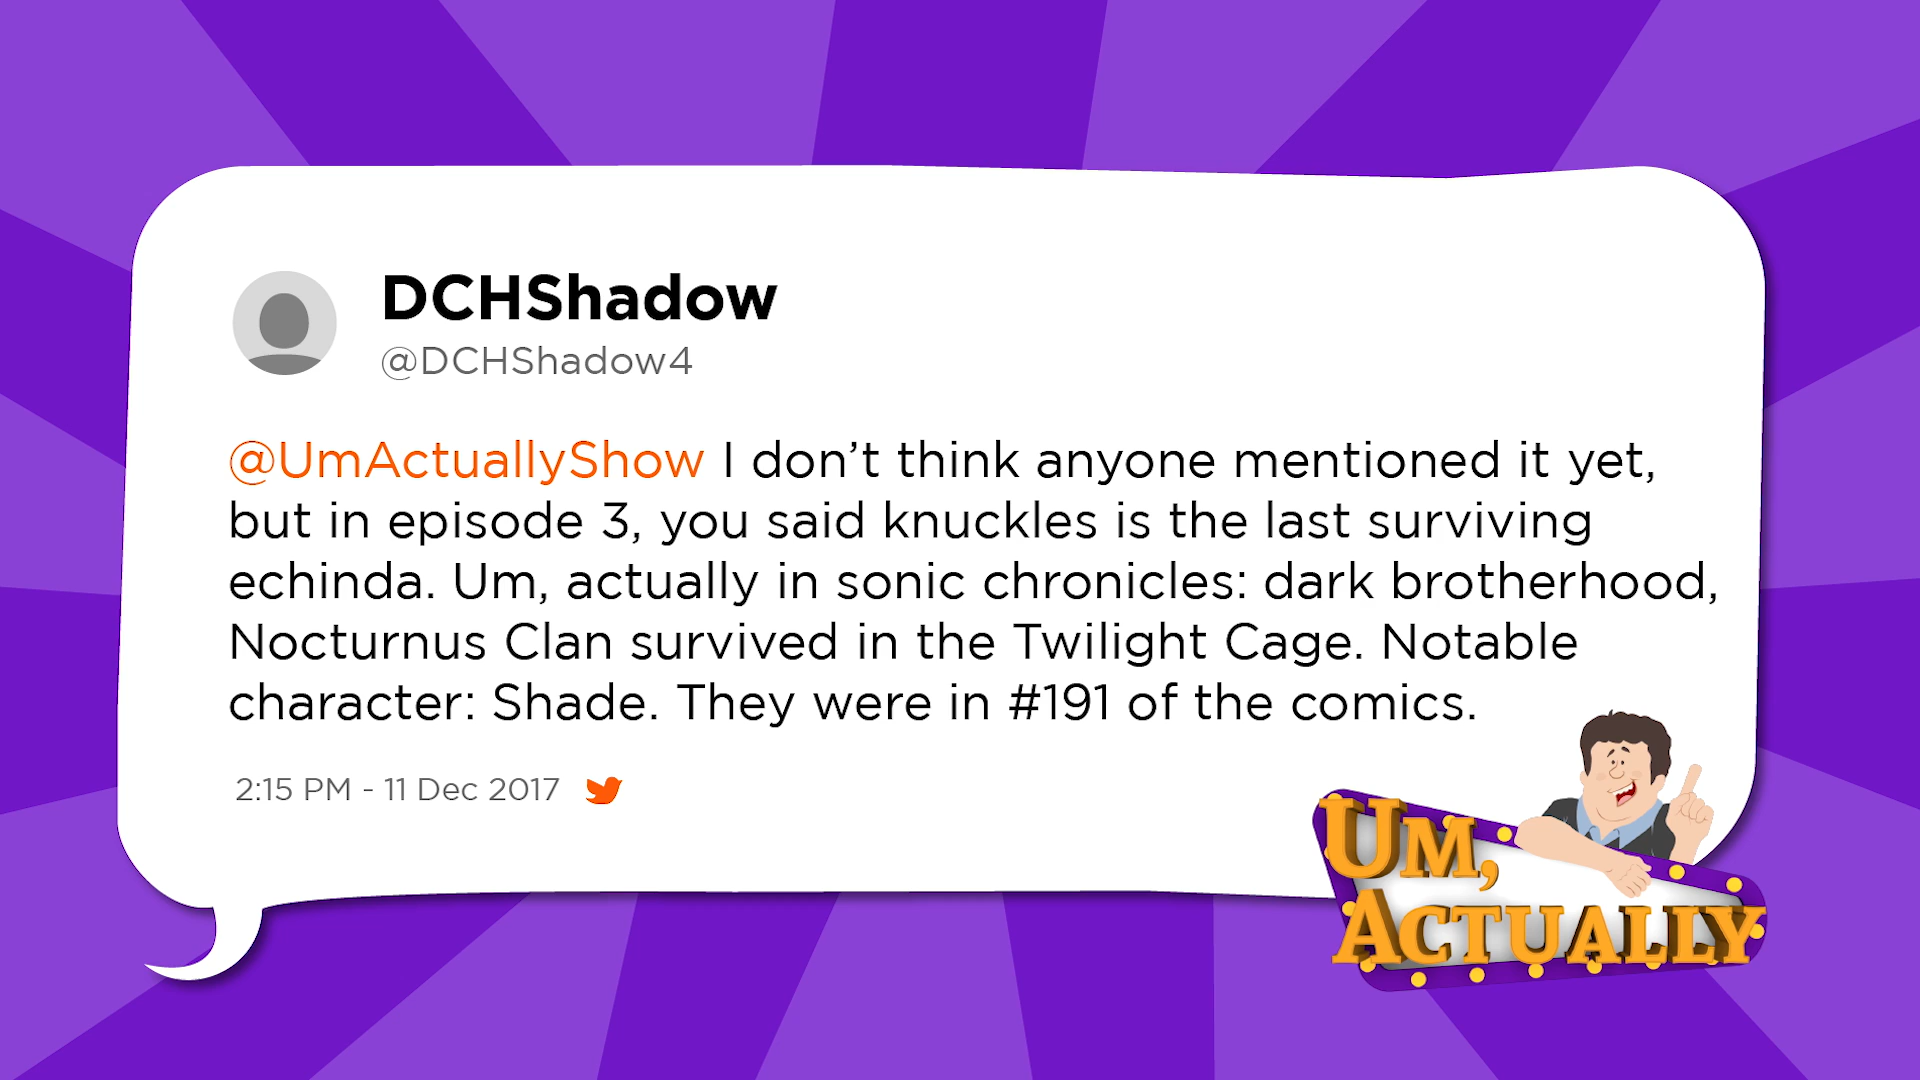 DCHShadow
@DCHShadow4
@UmActuallyShow I don’t think anyone mentioned it yet,
but in episode 3, you said knuckles is the last surviving
echinda. Um, actually in sonic chronicles: dark brotherhood,
Nocturnus Clan survived in the Twilight Cage. Notable
character: Shade. They were in #191 of the comics.
2:15 PM - 11 Dec 2017
UM,
ACTUALLY